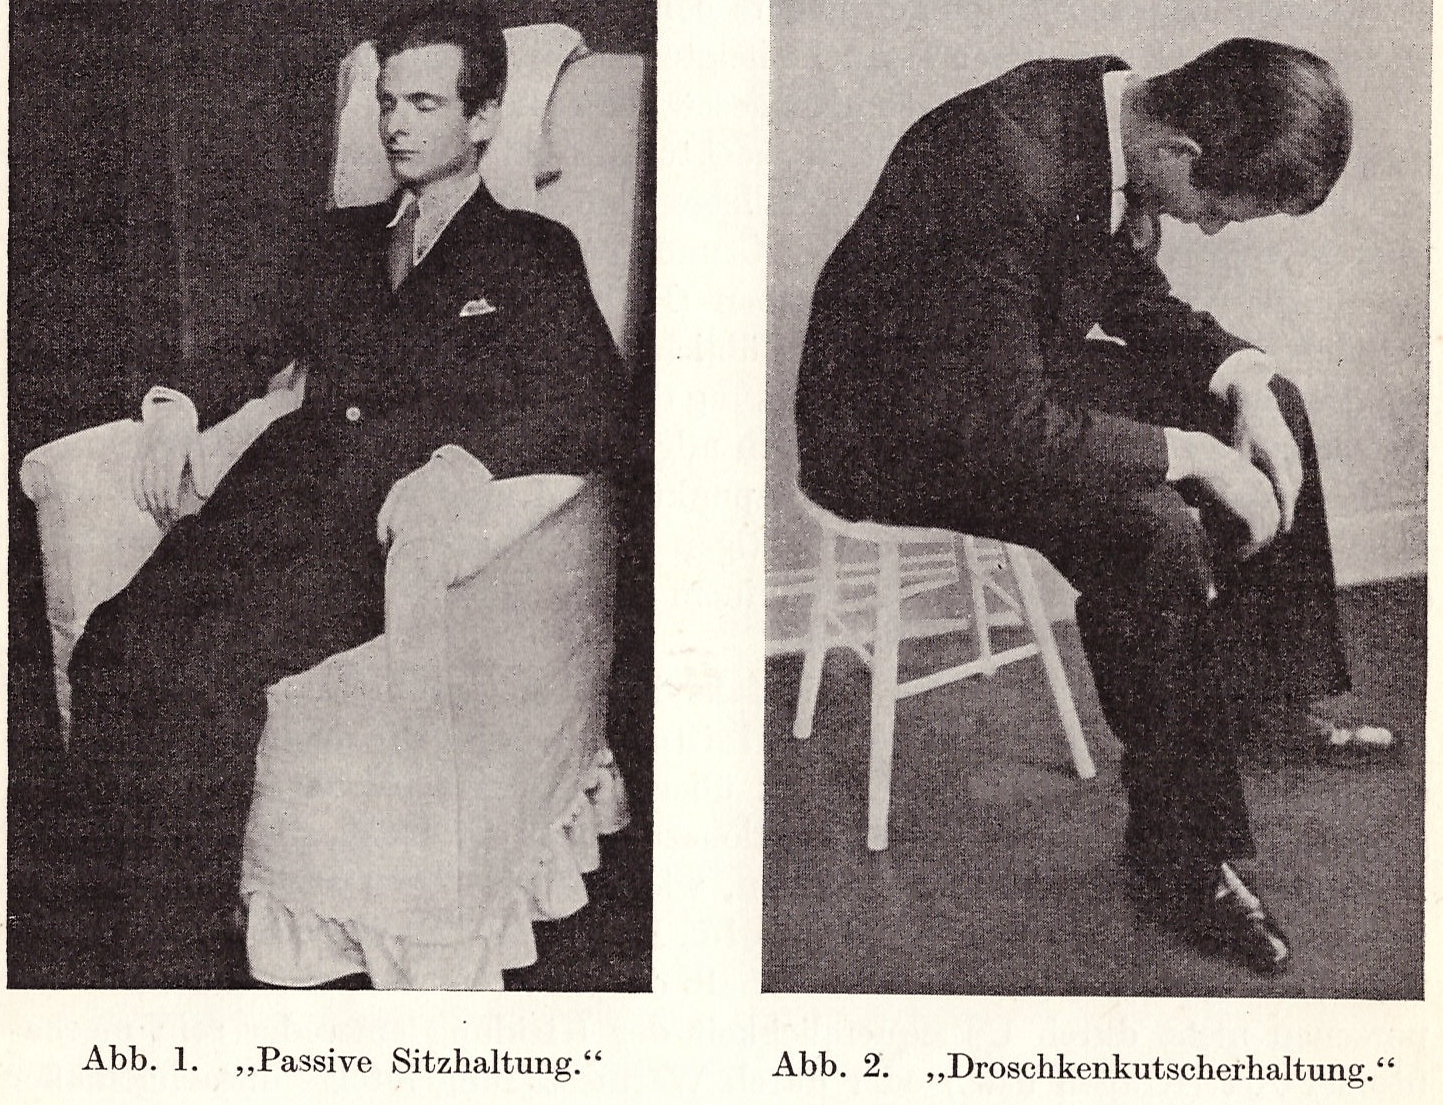 Abb. 1. „Passive Sitzhaltung.“
Abb. 2. „Droschkenkutscherhaltung.“